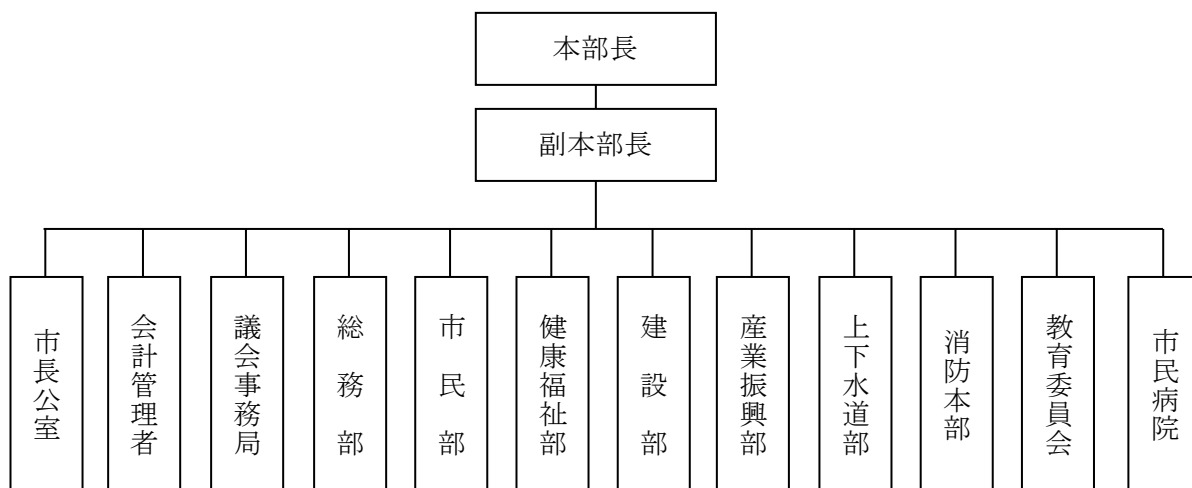 本部長
副本部長
市長公室
会計管理者
議会事務局
総務部
市民部
健康福祉部
建設部
産業振興部
上下水道部
消防本部
教育委員会
市民病院